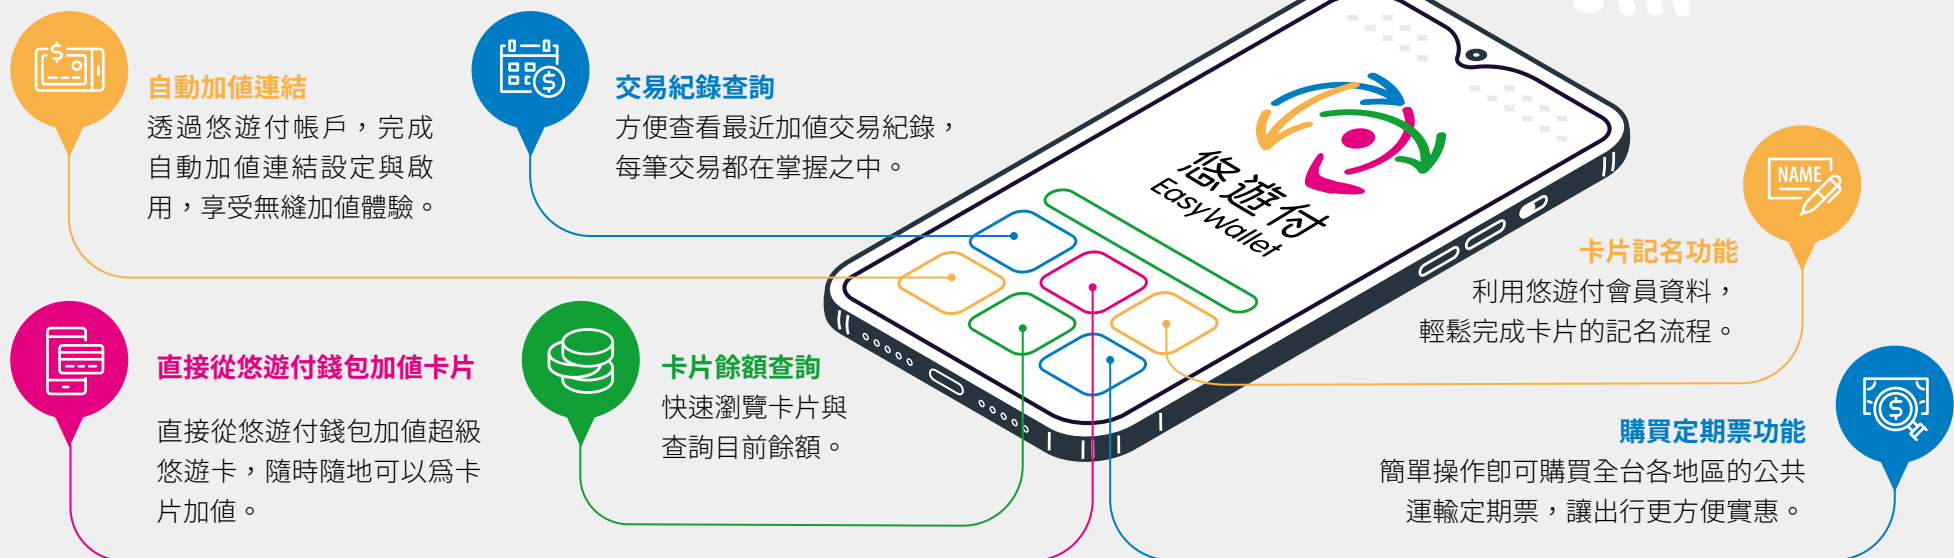 自動加值連結
透過悠遊付帳戶，完成
自動加值連結設定與啟
用，享受無縫加值體驗。
交易紀錄查詢
方便查看最近加值交易紀錄，
每筆交易都在掌握之中。
悠遊付
EasyWallet
NAME
卡片記名功能
利用悠遊付會員資料，
輕鬆完成卡片的記名流程。
直接從悠遊付錢包加值卡片
直接從悠遊付錢包加值超級
悠遊卡，隨時隨地可以爲卡
片加值。
卡片餘額查詢
快速瀏覽卡片與
查詢目前餘額。
購買定期票功能
簡單操作卽可購買全台各地區的公共
運輸定期票，讓出行更方便實惠。